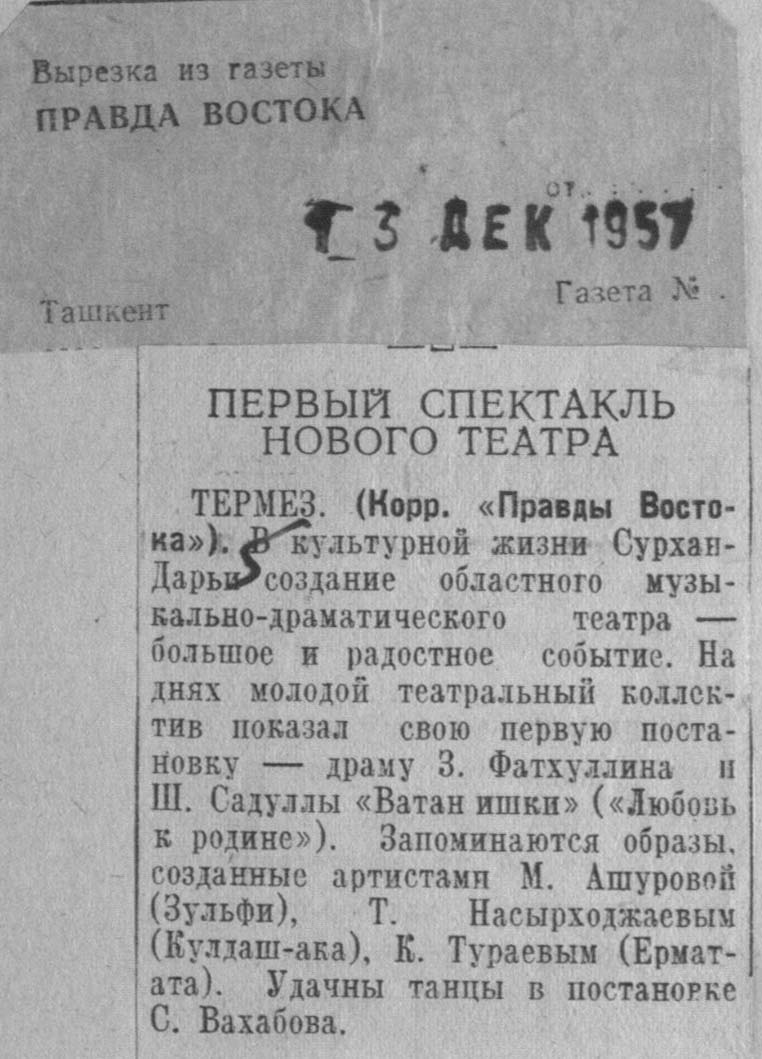 Вырезка из газеты
ПРАВДА ВОСТОКА
от
13 ДЕК 1957
Газета №
Ташкент
ПЕРВЫЙ СПЕКТАКЛЬ
НОВОГО ТЕАТРА
ТЕРМЕЗ. (Корр. «Правды Восто-
ка»). В культурной жизни Сурхан-
Дарьи создание областного музы-
кально-драматического театра —
большое и радостное событие. На
днях молодой театральный коллек-
тив показал свою первую поста-
новку — драму З. Фатхуллина и
Ш. Садуллы «Ватан ишки» («Любовь
к родине»). Запоминаются образы,
созданные артистами М. Ашуровой
(Зульфи), Т. Насырходжаевым
(Кулдаш-ака), К. Тураевым (Ермат-
ата). Удачны танцы в постановке
С. Вахабова.